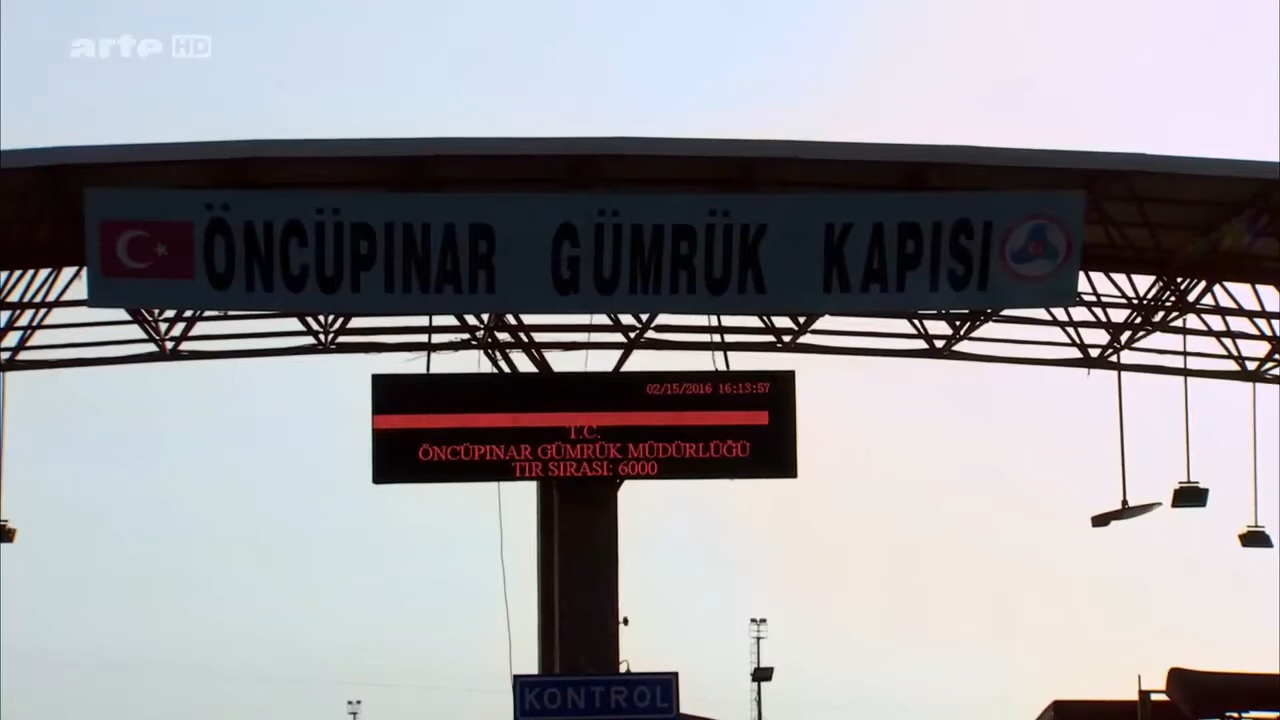 arte HD
ÖNCÜPINAR GÜMRÜK KAPISI
02/15/2016 16:13:57
T.C.
ÖNCÜPINAR GÜMRÜK MÜDÜRLÜĞÜ
TIR SIRASI: 6000
KONTROL